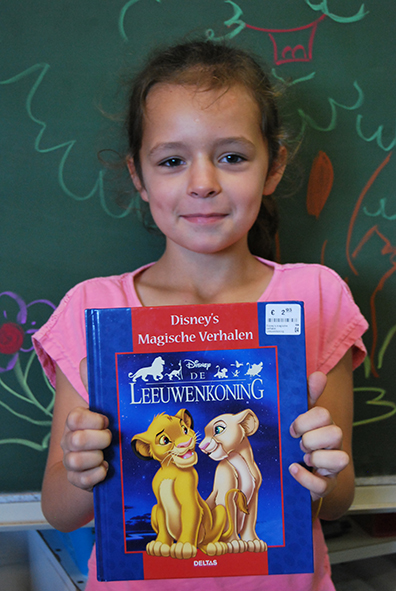 Disney's
Magische Verhalen
€ 2
Disney
DE
LEEUWENKONING
DELTAS